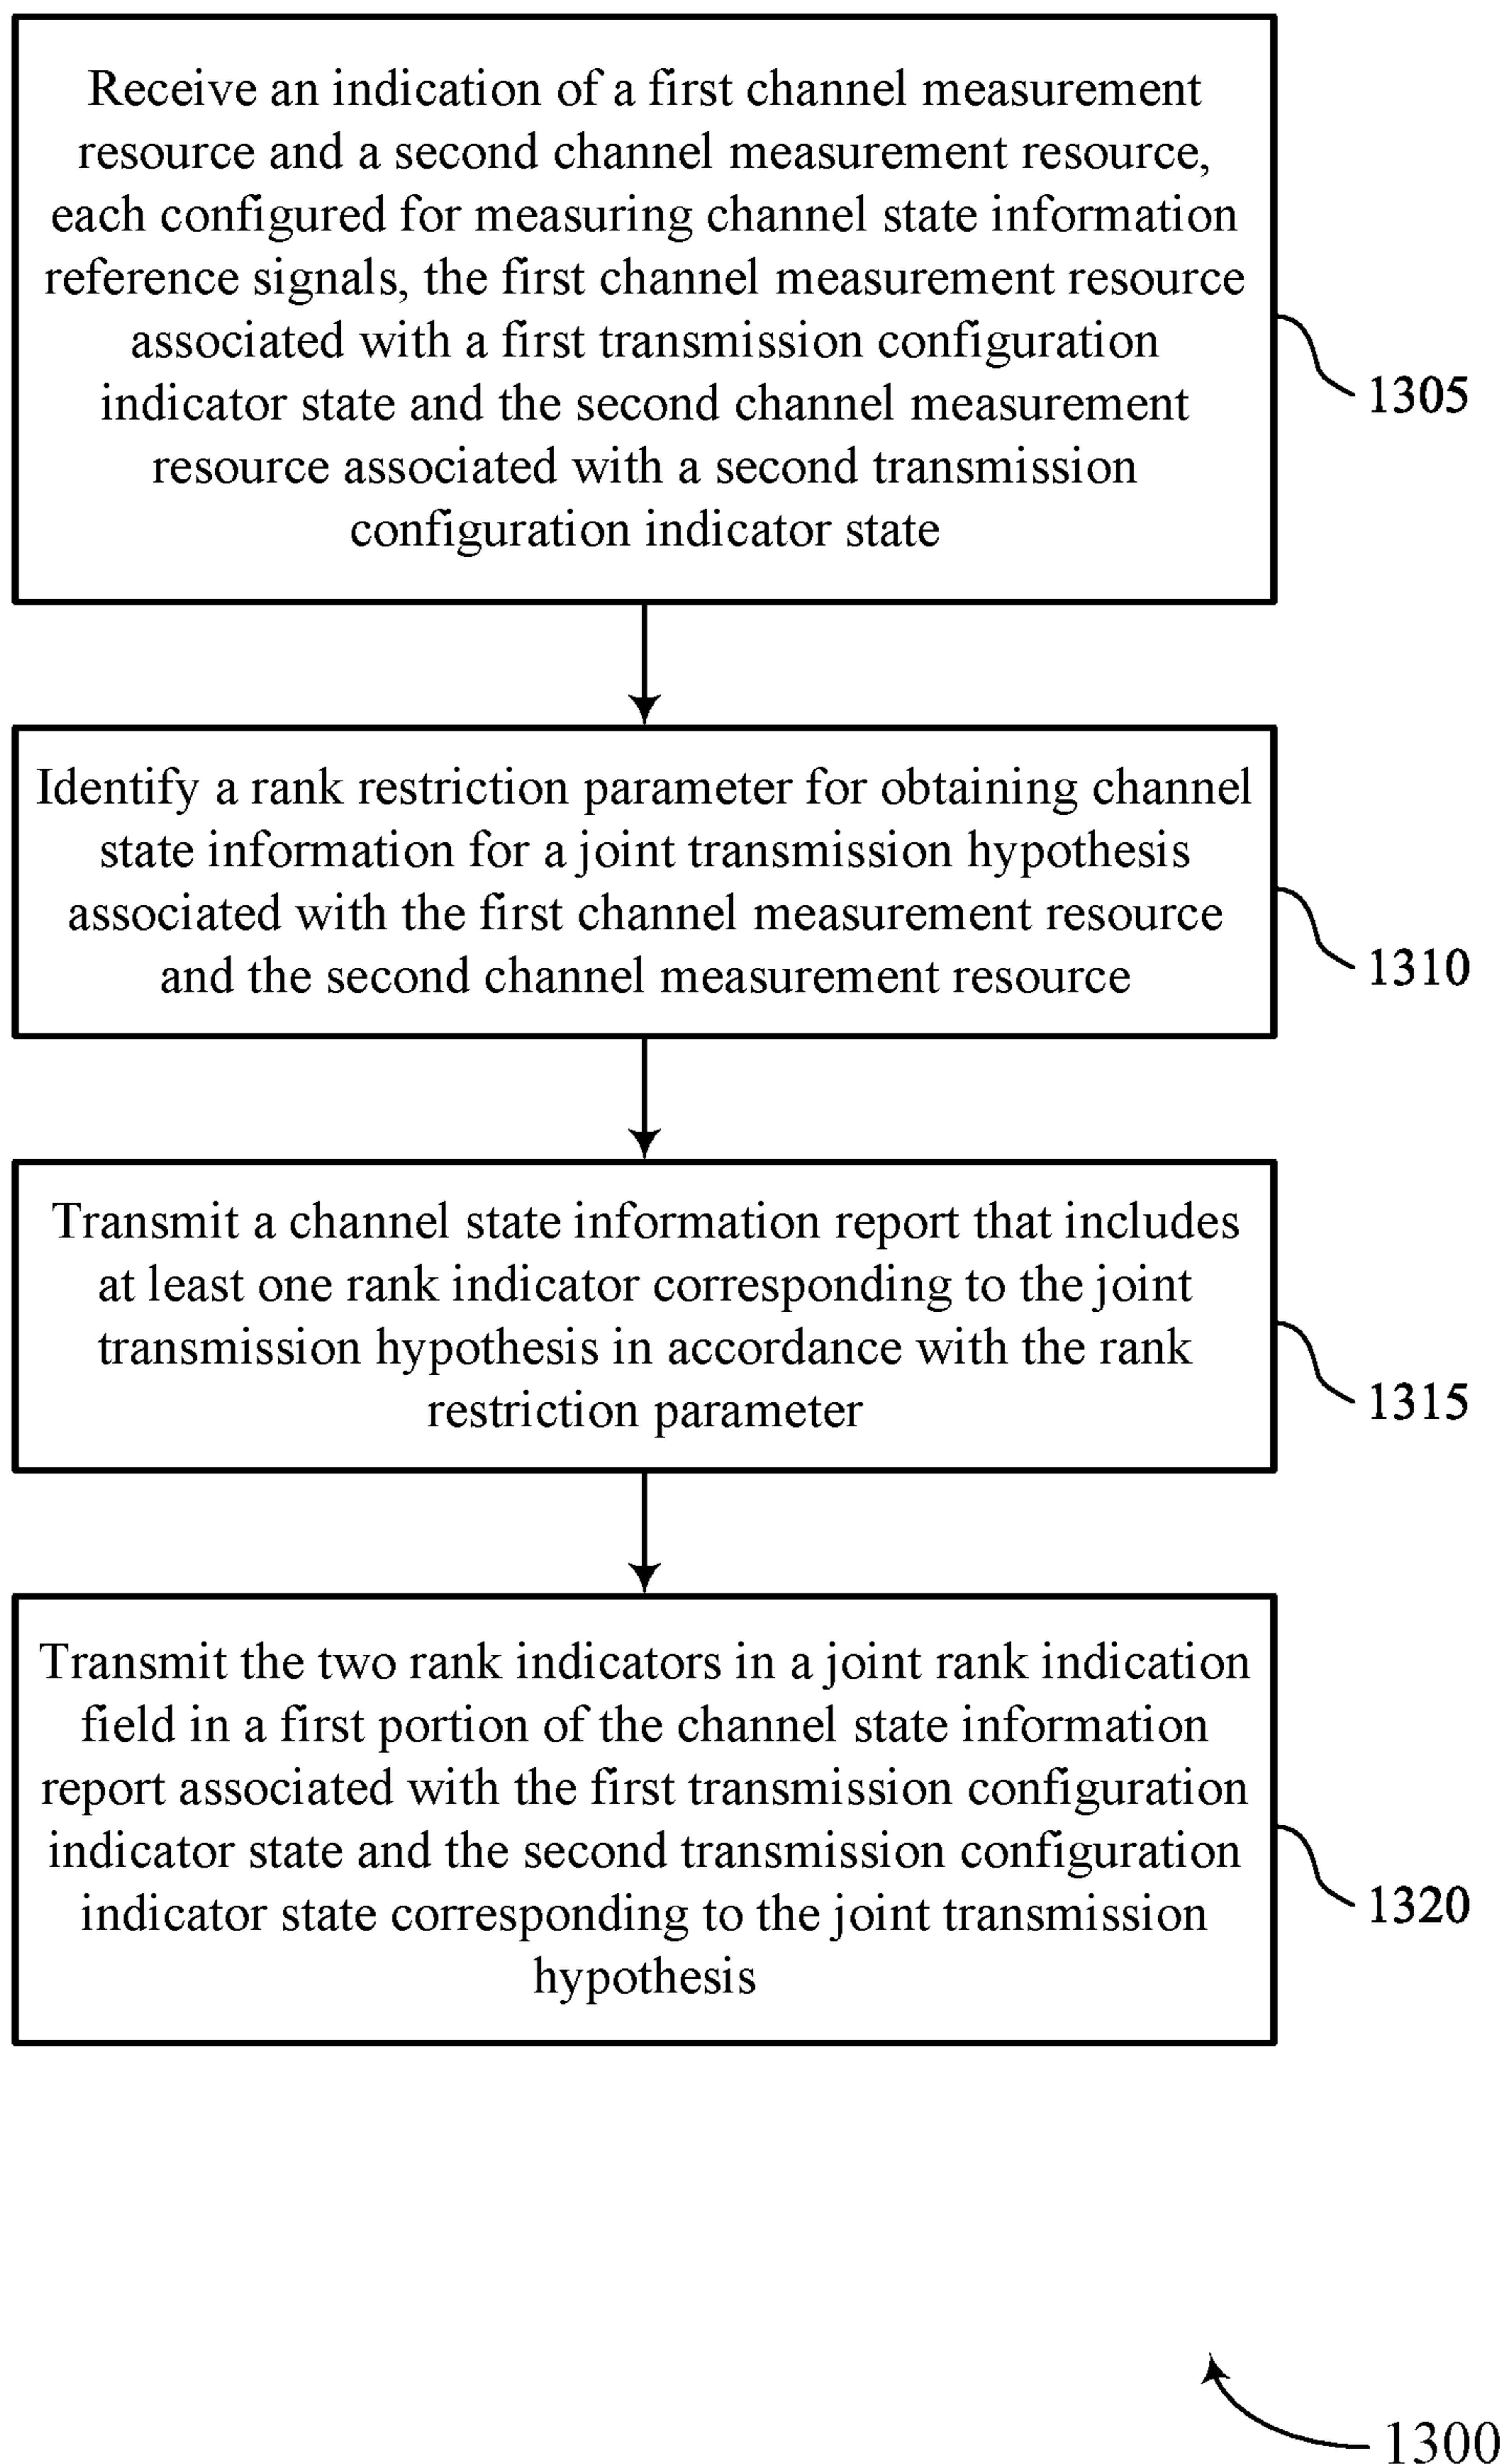 Receive an indication of a first channel measurement
resource and a second channel measurement resource,
each configured for measuring channel state information
reference signals, the first channel measurement resource
associated with a first transmission configuration
indicator state and the second channel measurement
resource associated with a second transmission
configuration indicator state
1305
Identify a rank restriction parameter for obtaining channel
state information for a joint transmission hypothesis
associated with the first channel measurement resource
and the second channel measurement resource
1310
Transmit a channel state information report that includes
at least one rank indicator corresponding to the joint
transmission hypothesis in accordance with the rank
restriction parameter
1315
Transmit the two rank indicators in a joint rank indication
field in a first portion of the channel state information
report associated with the first transmission configuration
indicator state and the second transmission configuration
indicator state corresponding to the joint transmission
hypothesis
1320
1300